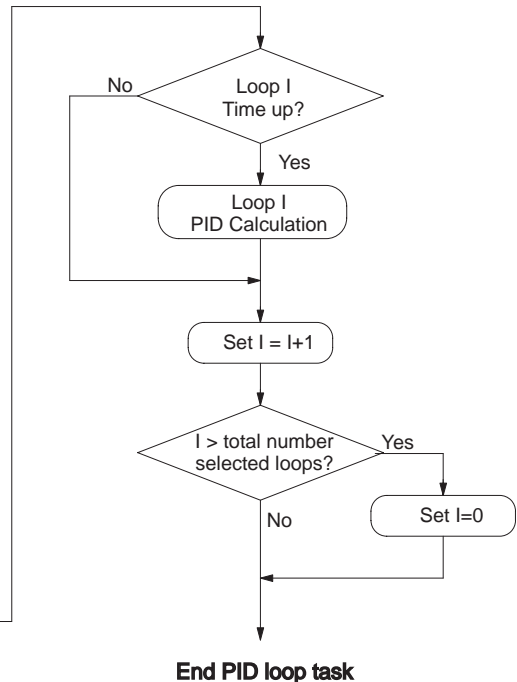 Loop I
Time up?
No
Yes
Loop I
PID Calculation
Set I = I+1
I > total number
selected loops?
Yes
No
Set I=0
End PID loop task